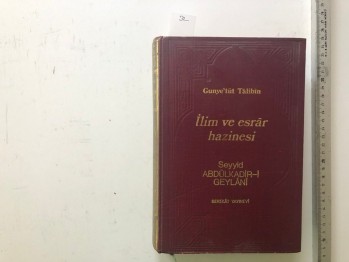 Gunye'tüt Tâlibin
İlim ve esrâr
hazinesi
Seyyid
ABDÜLKADİR-İ
GEYLÂNİ